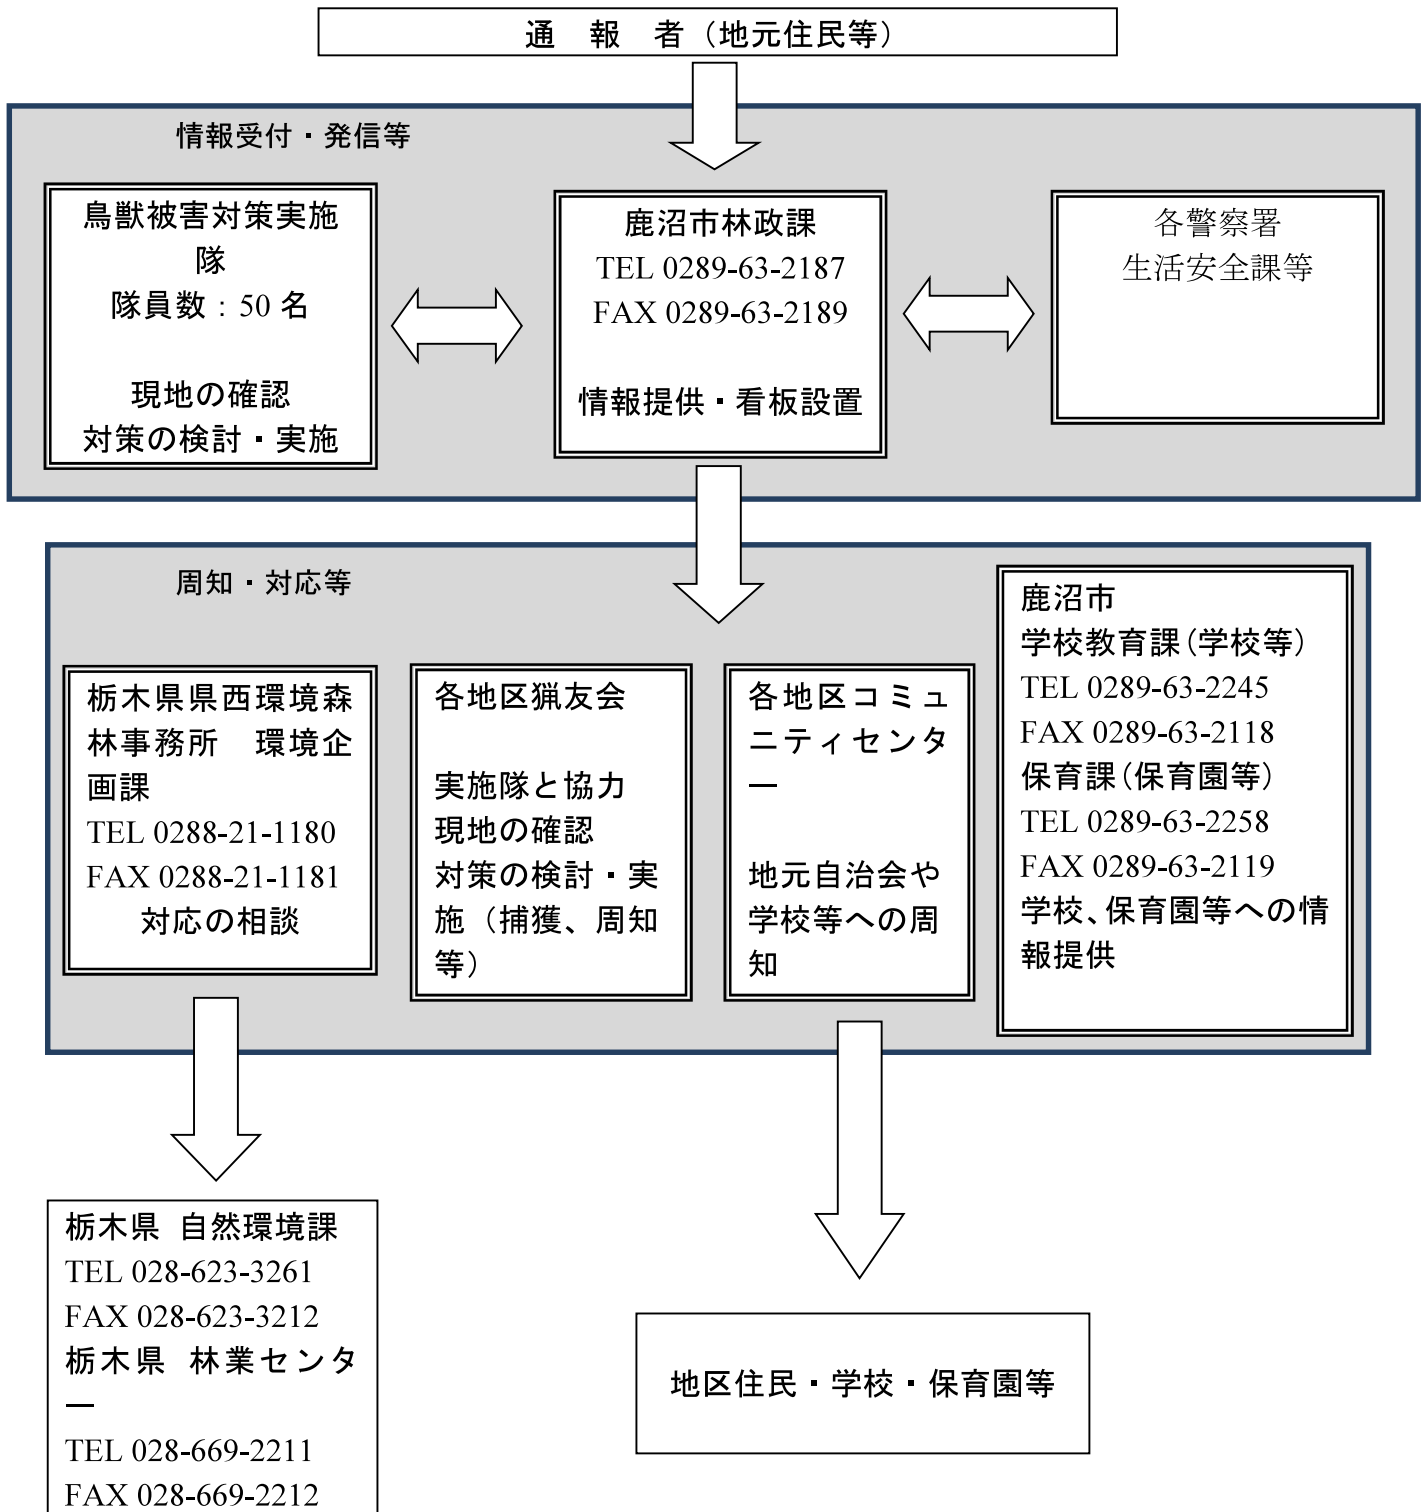 通　報　者（地元住民等）
情報受付・発信等
鳥獣被害対策実施
隊
隊員数：50 名
現地の確認
対策の検討・実施
鹿沼市林政課
TEL 0289-63-2187
FAX 0289-63-2189
情報提供・看板設置
各警察署
生活安全課等
周知・対応等
栃木県県西環境森
林事務所　環境企
画課
TEL 0288-21-1180
FAX 0288-21-1181
対応の相談
各地区猟友会
実施隊と協力
現地の確認
対策の検討・実
施（捕獲、周知
等）
各地区コミュ
ニティセンタ
ー
地元自治会や
学校等への周
知
鹿沼市
学校教育課（学校等）
TEL 0289-63-2245
FAX 0289-63-2118
保育課（保育園等）
TEL 0289-63-2258
FAX 0289-63-2119
学校、保育園等への情
報提供
栃木県 自然環境課
TEL 028-623-3261
FAX 028-623-3212
栃木県 林業センタ
ー
TEL 028-669-2211
FAX 028-669-2212
地区住民・学校・保育園等